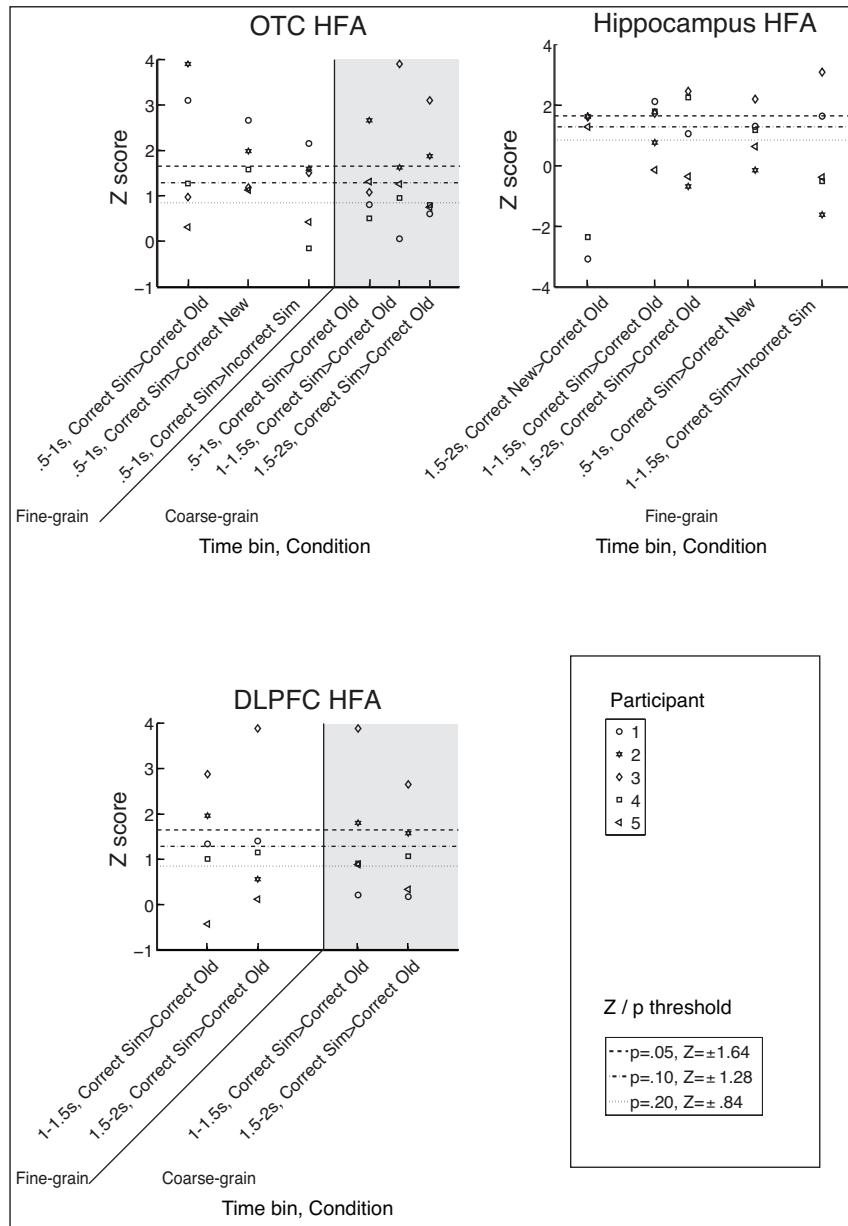 OTC HFA
4
3
2
1
0
−1
Z score
.5-1s, Correct Sim>Correct Old
.5-1s, Correct Sim>Correct New
.5-1s, Correct Sim>Incorrect Sim
.5-1s, Correct Sim>Correct Old
1-1.5s, Correct Sim>Correct Old
1.5-2s, Correct Sim>Correct Old
Fine-grain
Coarse-grain
Time bin, Condition
Hippocampus HFA
4
2
0
−2
−4
Z score
1.5-2s, Correct New>Correct Old
1-1.5s, Correct Sim>Correct Old
1.5-2s, Correct Sim>Correct Old
.5-1s, Correct Sim>Correct New
1-1.5s, Correct Sim>Incorrect Sim
Fine-grain
Time bin, Condition
DLPFC HFA
4
3
2
1
0
−1
Z score
1-1.5s, Correct Sim>Correct Old
1.5-2s, Correct Sim>Correct Old
1-1.5s, Correct Sim>Correct Old
1.5-2s, Correct Sim>Correct Old
Fine-grain
Coarse-grain
Time bin, Condition
Participant
1
2
3
4
5
Z / p threshold
p=.05, Z=±1.64
p=.10, Z=±1.28
p=.20, Z=±.84